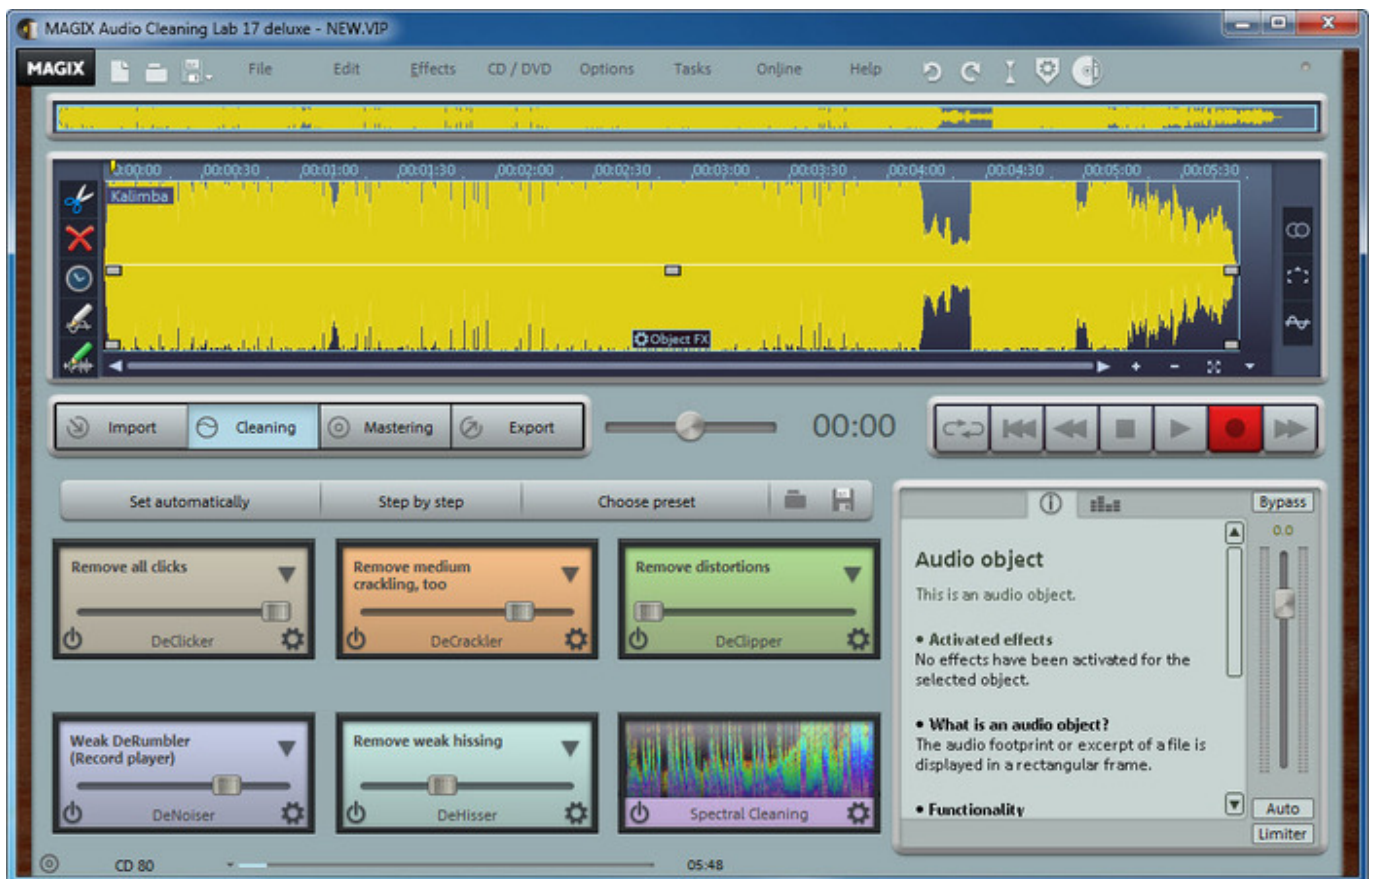 MAGIX Audio Cleaning Lab 17 deluxe - NEW.VIP
MAGIX File Edit Effects CD / DVD Options Tasks Online Help
0:00:00 00:00:30 00:01:00 00:01:30 00:02:00 00:02:30 00:03:00 00:03:30 00:04:00 00:04:30 00:05:00 00:05:30
Kalimba
Object FX
Import Cleaning Mastering Export 00:00
Set automatically Step by step Choose preset
Bypass
0.0
Remove all clicks
DeClicker
Remove medium
crackling, too
DeCrackler
Remove distortions
DeClipper
Weak DeRumbler
(Record player)
DeNoiser
Remove weak hissing
DeHisser
Spectral Cleaning
Audio object
This is an audio object.
• Activated effects
No effects have been activated for the
selected object.
• What is an audio object?
The audio footprint or excerpt of a file is
displayed in a rectangular frame.
• Functionality
Auto
Limiter
CD 80 05:48